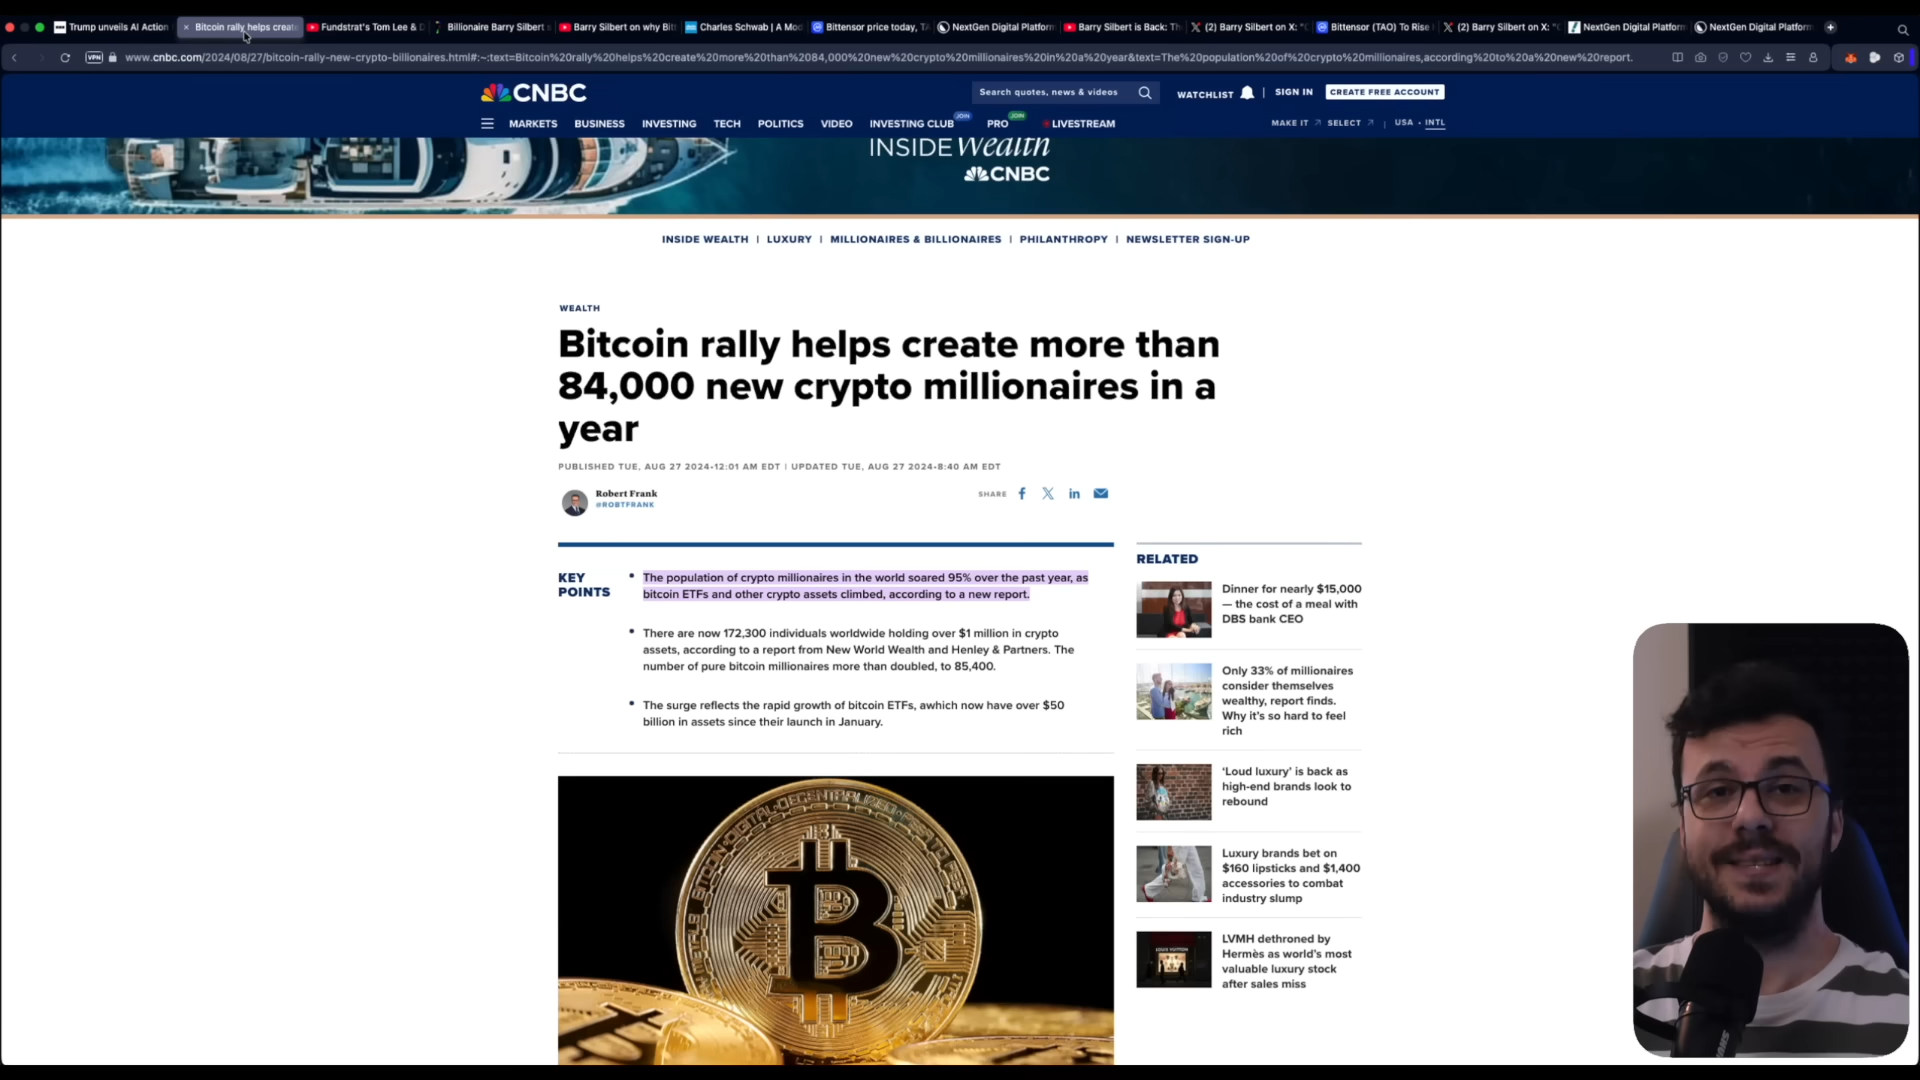 Trump unveils AI Action
Bitcoin rally helps creat
Fundstrat's Tom Lee & D
Billionaire Barry Silbert s
Barry Silbert on why Bit
Charles Schwab | A Mod
Bittensor price today, TA
NextGen Digital Platform
Barry Silbert is Back: Th
(2) Barry Silbert on X: "C
Bittensor (TAO) To Rise
(2) Barry Silbert on X: "
NextGen Digital Platform
NextGen Digital Platform
VPN
www.cnbc.com/2024/08/27/bitcoin-rally-new-crypto-billionaires.html#:~:text=Bitcoin%20rally%20helps%20create%20more%20than%2084,000%20new%20crypto%20millionaires%20in%20a%20year&text=The%20population%20of%20crypto%20millionaires,according%20to%20a%20new%20report.
CNBC
Search quotes, news & videos
WATCHLIST
SIGN IN
CREATE FREE ACCOUNT
MARKETS
BUSINESS
INVESTING
TECH
POLITICS
VIDEO
INVESTING CLUB
JOIN
PRO
JOIN
LIVESTREAM
MAKE IT
SELECT
USA • INTL
INSIDE Wealth
CNBC
INSIDE WEALTH | LUXURY | MILLIONAIRES & BILLIONAIRES | PHILANTHROPY | NEWSLETTER SIGN-UP
WEALTH
Bitcoin rally helps create more than
84,000 new crypto millionaires in a
year
PUBLISHED TUE, AUG 27 2024•12:01 AM EDT | UPDATED TUE, AUG 27 2024•8:40 AM EDT
Robert Frank
@ROBTFRANK
SHARE
KEY
POINTS
The population of crypto millionaires in the world soared 95% over the past year, as
bitcoin ETFs and other crypto assets climbed, according to a new report.
There are now 172,300 individuals worldwide holding over $1 million in crypto
assets, according to a report from New World Wealth and Henley & Partners. The
number of pure bitcoin millionaires more than doubled, to 85,400.
The surge reflects the rapid growth of bitcoin ETFs, awhich now have over $50
billion in assets since their launch in January.
RELATED
Dinner for nearly $15,000
— the cost of a meal with
DBS bank CEO
Only 33% of millionaires
consider themselves
wealthy, report finds.
Why it's so hard to feel
rich
'Loud luxury' is back as
high-end brands look to
rebound
Luxury brands bet on
$160 lipsticks and $1,400
accessories to combat
industry slump
LVMH dethroned by
Hermès as world's most
valuable luxury stock
after sales miss